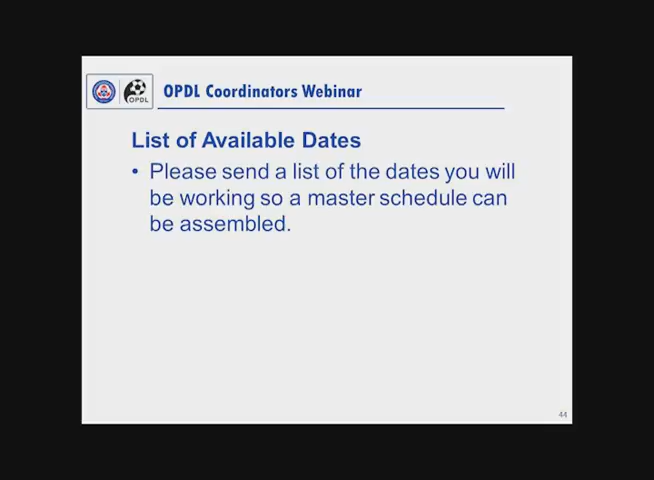 OPDL
OPDL Coordinators Webinar
List of Available Dates
• Please send a list of the dates you will
be working so a master schedule can
be assembled.
44